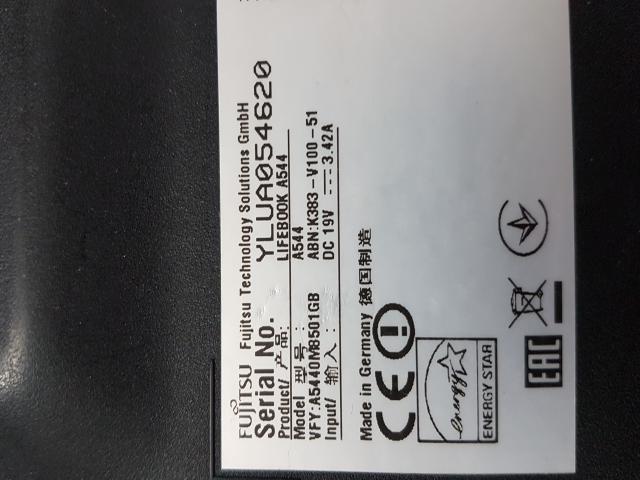 FUJITSU Fujitsu Technology Solutions GmbH
Serial No. YLUA054620
Product/ 产品: LIFEBOOK A544
Model 型号: A544
VFY:A5440M8501GB ABN:K383-V100-51
Input/ 输入: DC 19V ⎓ 3.42A
Made in Germany 德国制造
CE
energy
ENERGY STAR
EAC